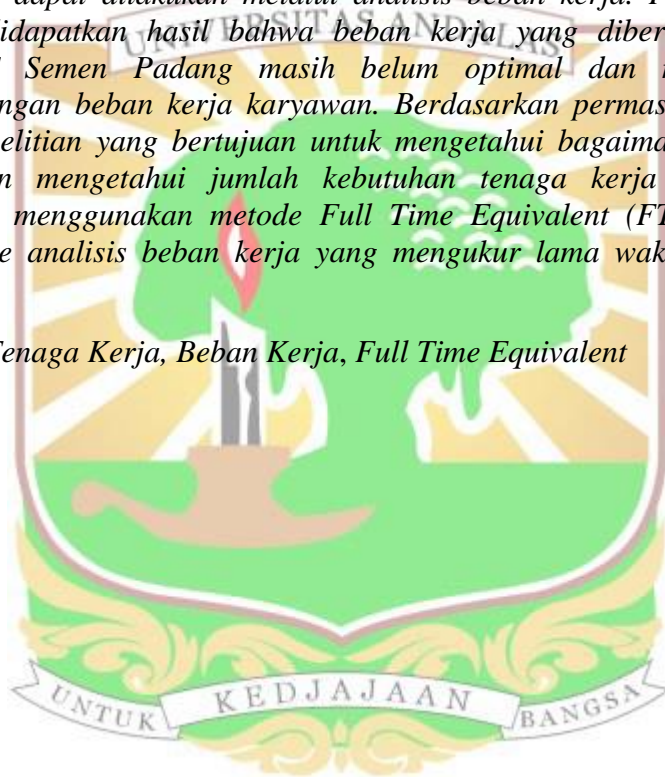 dapat dilakukan melalui analisis beban kerja.
UNIVERSITAS ANDALAS
didapatkan hasil bahwa beban kerja yang diber
Semen Padang masih belum optimal dan
ngan beban kerja karyawan. Berdasarkan permas
elitian yang bertujuan untuk mengetahui bagaima
n mengetahui jumlah kebutuhan tenaga kerja
menggunakan metode Full Time Equivalent (FT
e analisis beban kerja yang mengukur lama wak
Tenaga Kerja, Beban Kerja, Full Time Equivalent
UNTUK KEDJAJAAN BANGSA